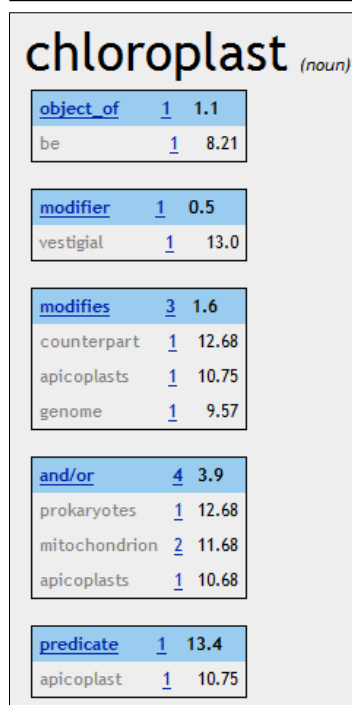 chloroplast (noun)
object_of 1 1.1
be 1 8.21
modifier 1 0.5
vestigial 1 13.0
modifies 3 1.6
counterpart 1 12.68
apicoplasts 1 10.75
genome 1 9.57
and/or 4 3.9
prokaryotes 1 12.68
mitochondrion 2 11.68
apicoplasts 1 10.68
predicate 1 13.4
apicoplast 1 10.75